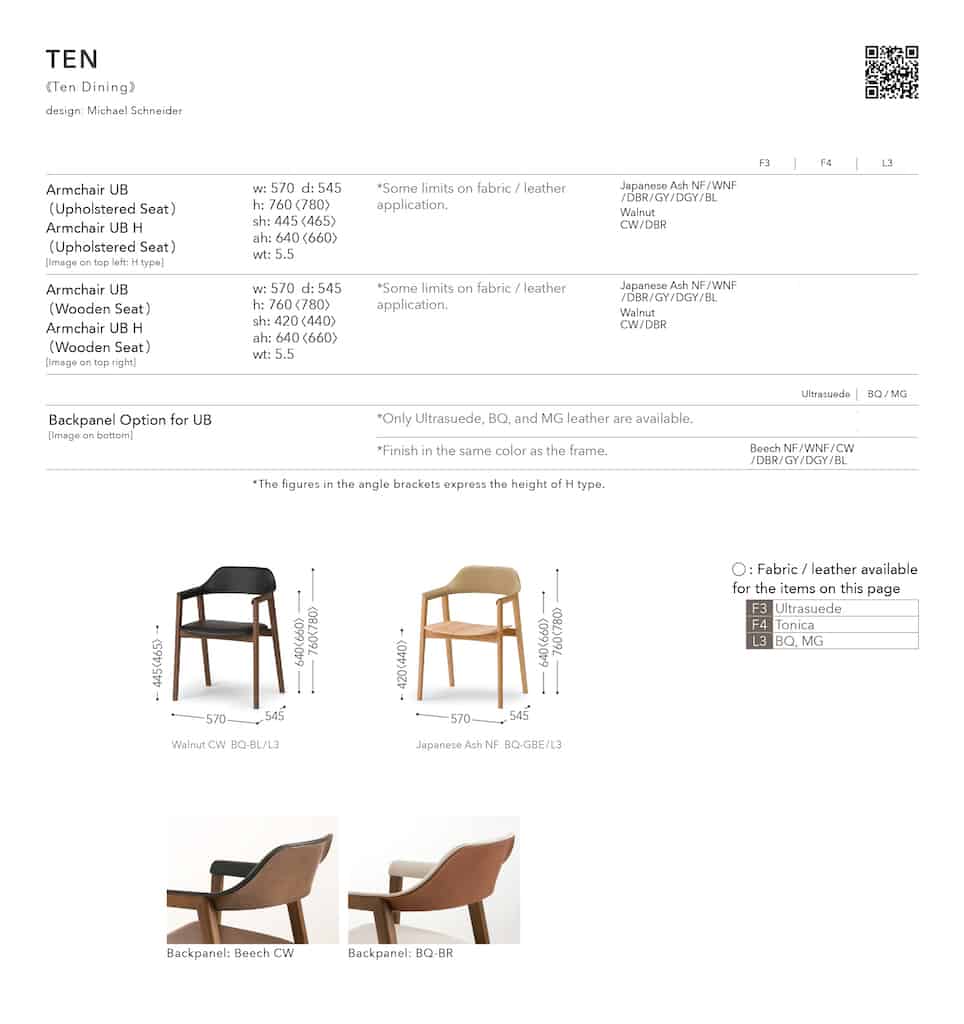 TEN
《Ten Dining》
design: Michael Schneider
F3 | F4 | L3
Armchair UB
(Upholstered Seat)
Armchair UB H
(Upholstered Seat)
[Image on top left: H type]
w: 570 d: 545
h: 760〈780〉
sh: 445〈465〉
ah: 640〈660〉
wt: 5.5
*Some limits on fabric / leather
application.
Japanese Ash NF/WNF
/DBR/GY/DGY/BL
Walnut
CW/DBR
Armchair UB
(Wooden Seat)
Armchair UB H
(Wooden Seat)
[Image on top right]
w: 570 d: 545
h: 760〈780〉
sh: 420〈440〉
ah: 640〈660〉
wt: 5.5
*Some limits on fabric / leather
application.
Japanese Ash NF/WNF
/DBR/GY/DGY/BL
Walnut
CW/DBR
Ultrasuede | BQ / MG
Backpanel Option for UB
[Image on bottom]
*Only Ultrasuede, BQ, and MG leather are available.
*Finish in the same color as the frame.
Beech NF/WNF/CW
/DBR/GY/DGY/BL
*The figures in the angle brackets express the height of H type.
445〈465〉
640〈660〉
760〈780〉
570
545
Walnut CW BQ-BL/L3
420〈440〉
640〈660〉
760〈780〉
570
545
Japanese Ash NF BQ-GBE/L3
○: Fabric / leather available
for the items on this page
F3 Ultrasuede
F4 Tonica
L3 BQ, MG
Backpanel: Beech CW
Backpanel: BQ-BR